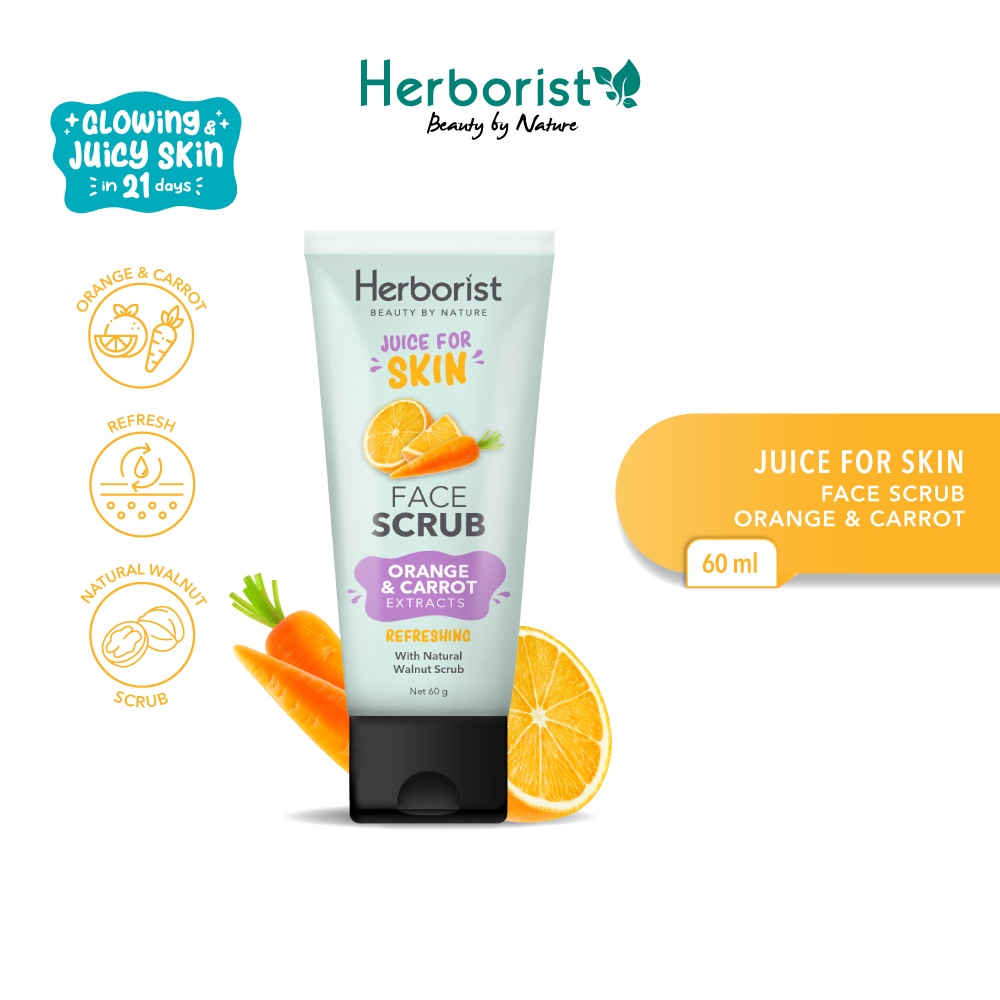 Herborist
Beauty by Nature
GLOWING &
JUICY SKIN
in 21 days
ORANGE & CARROT
REFRESH
NATURAL WALNUT
SCRUB
Herborist
BEAUTY BY NATURE
JUICE FOR
SKIN
FACE
SCRUB
ORANGE
& CARROT
EXTRACTS
REFRESHING
With Natural
Walnut Scrub
Net 60 g
JUICE FOR SKIN
FACE SCRUB
ORANGE & CARROT
60 ml